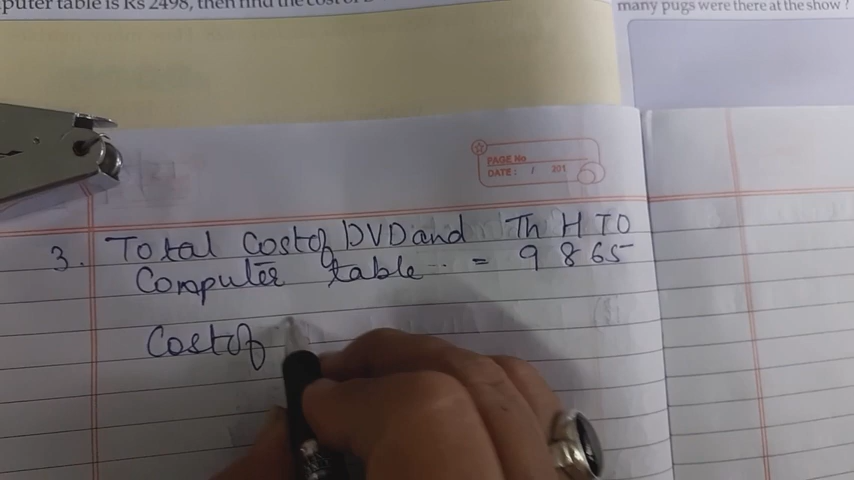 puter table is Rs 2498, then find the cost of
many pugs were there at the show ?
PAGE No
DATE : / 201
3. Total Cost of DVD and Th H T O
Computer table = 9 8 6 5
Cost of